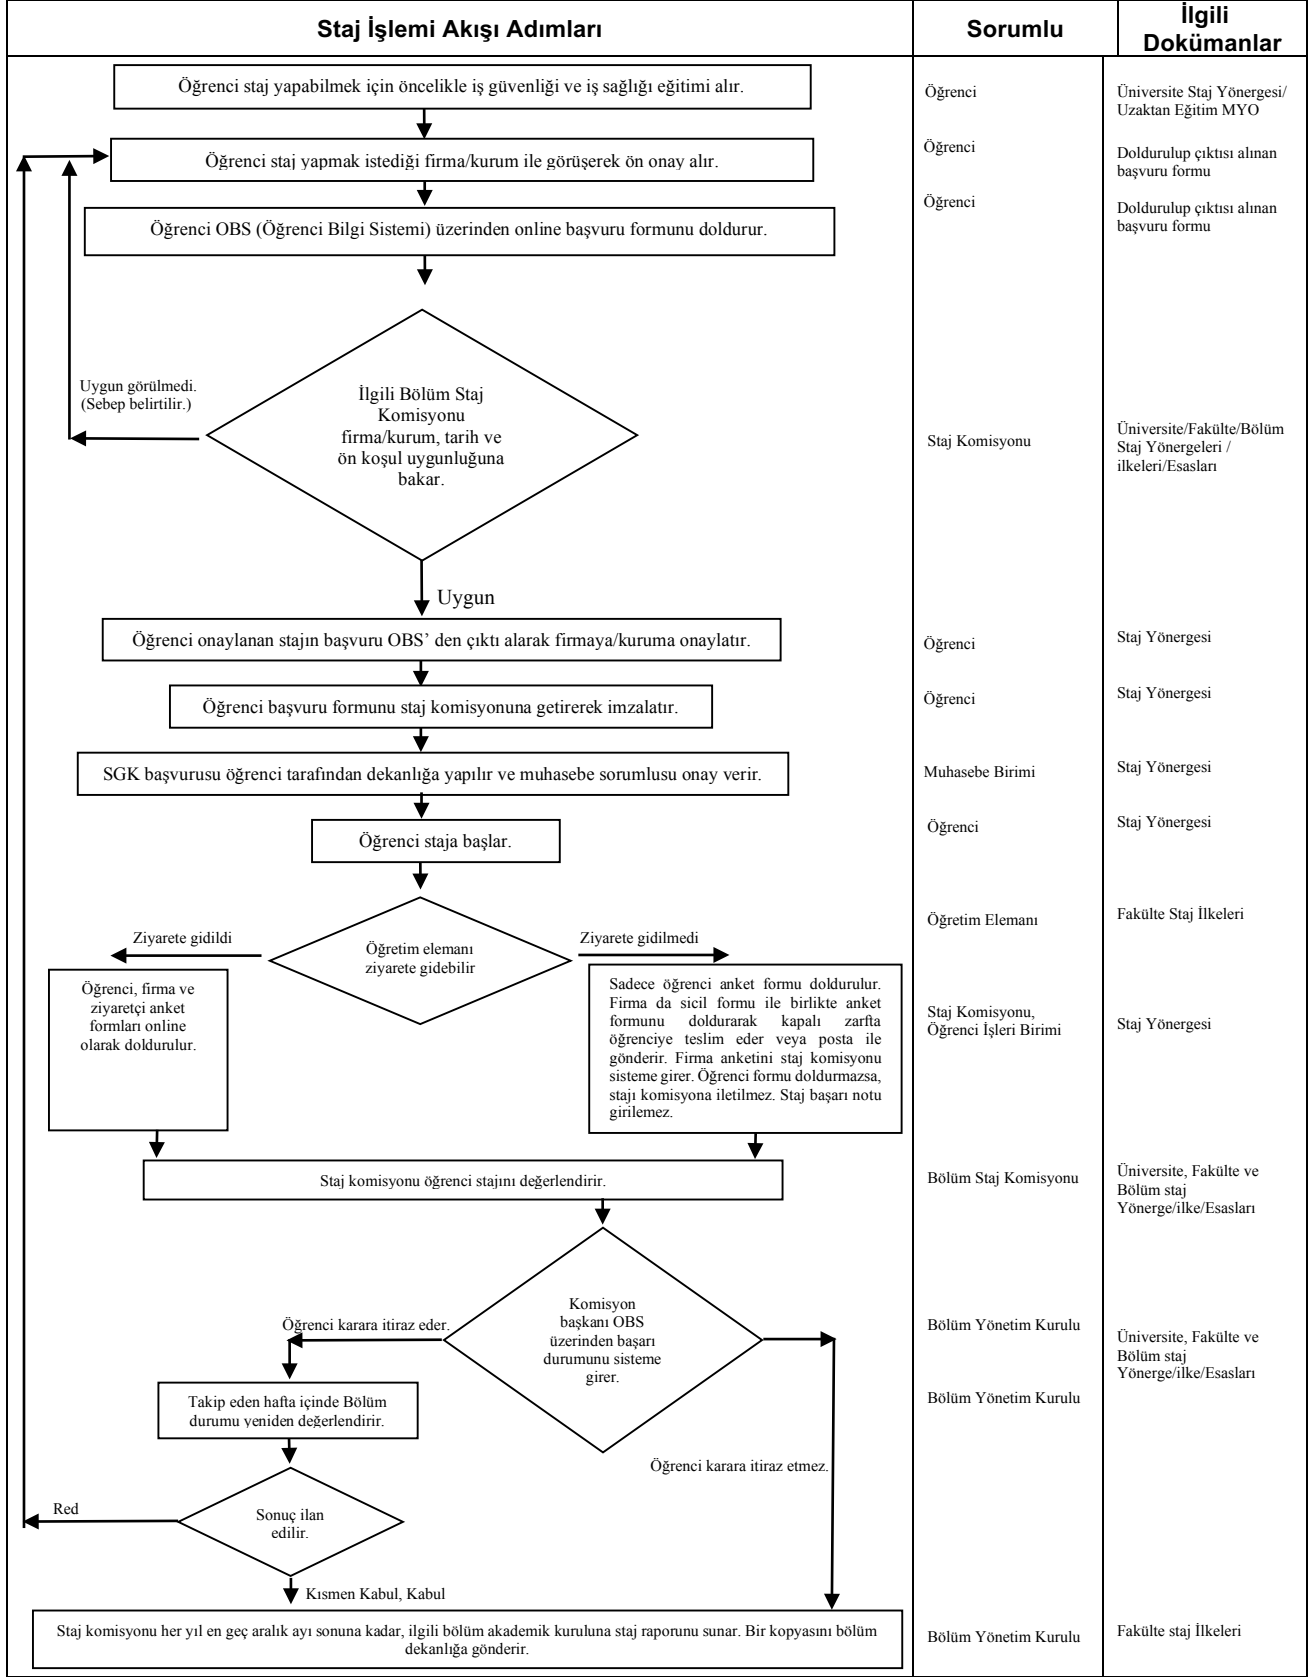 Staj İşlemi Akışı Adımları
Sorumlu
İlgili
Dokümanlar
Öğrenci staj yapabilmek için öncelikle iş güvenliği ve iş sağlığı eğitimi alır.
Öğrenci
Üniversite Staj Yönergesi/
Uzaktan Eğitim MYO
Öğrenci staj yapmak istediği firma/kurum ile görüşerek ön onay alır.
Öğrenci
Doldurulup çıktısı alınan
başvuru formu
Öğrenci OBS (Öğrenci Bilgi Sistemi) üzerinden online başvuru formunu doldurur.
Öğrenci
Doldurulup çıktısı alınan
başvuru formu
Uygun görülmedi.
(Sebep belirtilir.)
İlgili Bölüm Staj
Komisyonu
firma/kurum, tarih ve
ön koşul uygunluğuna
bakar.
Staj Komisyonu
Üniversite/Fakülte/Bölüm
Staj Yönergeleri /
ilkeleri/Esasları
Uygun
Öğrenci onaylanan stajın başvuru OBS’ den çıktı alarak firmaya/kuruma onaylatır.
Öğrenci
Staj Yönergesi
Öğrenci başvuru formunu staj komisyonuna getirerek imzalatır.
Öğrenci
Staj Yönergesi
SGK başvurusu öğrenci tarafından dekanlığa yapılır ve muhasebe sorumlusu onay verir.
Muhasebe Birimi
Staj Yönergesi
Öğrenci staja başlar.
Öğrenci
Staj Yönergesi
Öğretim elemanı
ziyarete gidebilir
Öğretim Elemanı
Fakülte Staj İlkeleri
Ziyarete gidildi
Ziyarete gidilmedi
Öğrenci, firma ve
ziyaretçi anket
formları online
olarak doldurulur.
Sadece öğrenci anket formu doldurulur.
Firma da sicil formu ile birlikte anket
formunu doldurarak kapalı zarfta
öğrenciye teslim eder veya posta ile
gönderir. Firma anketini staj komisyonu
sisteme girer. Öğrenci formu doldurmazsa,
stajı komisyona iletilmez. Staj başarı notu
girilemez.
Staj Komisyonu,
Öğrenci İşleri Birimi
Staj Yönergesi
Staj komisyonu öğrenci stajını değerlendirir.
Bölüm Staj Komisyonu
Üniversite, Fakülte ve
Bölüm staj
Yönerge/ilke/Esasları
Öğrenci karara itiraz eder.
Komisyon
başkanı OBS
üzerinden başarı
durumunu sisteme
girer.
Bölüm Yönetim Kurulu
Üniversite, Fakülte ve
Bölüm staj
Yönerge/ilke/Esasları
Takip eden hafta içinde Bölüm
durumu yeniden değerlendirir.
Bölüm Yönetim Kurulu
Öğrenci karara itiraz etmez.
Red
Sonuç ilan
edilir.
Kısmen Kabul, Kabul
Staj komisyonu her yıl en geç aralık ayı sonuna kadar, ilgili bölüm akademik kuruluna staj raporunu sunar. Bir kopyasını bölüm
dekanlığa gönderir.
Bölüm Yönetim Kurulu
Fakülte staj İlkeleri